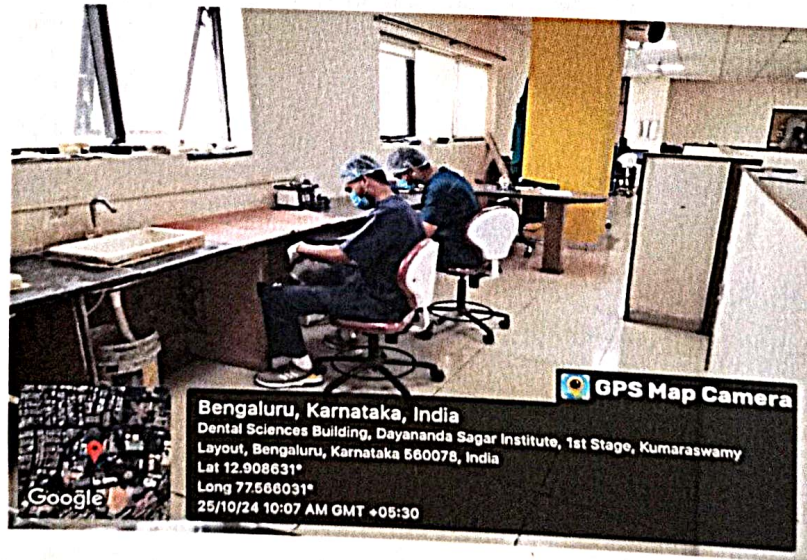 GPS Map Camera
Bengaluru, Karnataka, India
Dental Sciences Building, Dayananda Sagar Institute, 1st Stage, Kumaraswamy
Layout, Bengaluru, Karnataka 560078, India
Lat 12.908631°
Long 77.566031°
25/10/24 10:07 AM GMT +05:30
Google